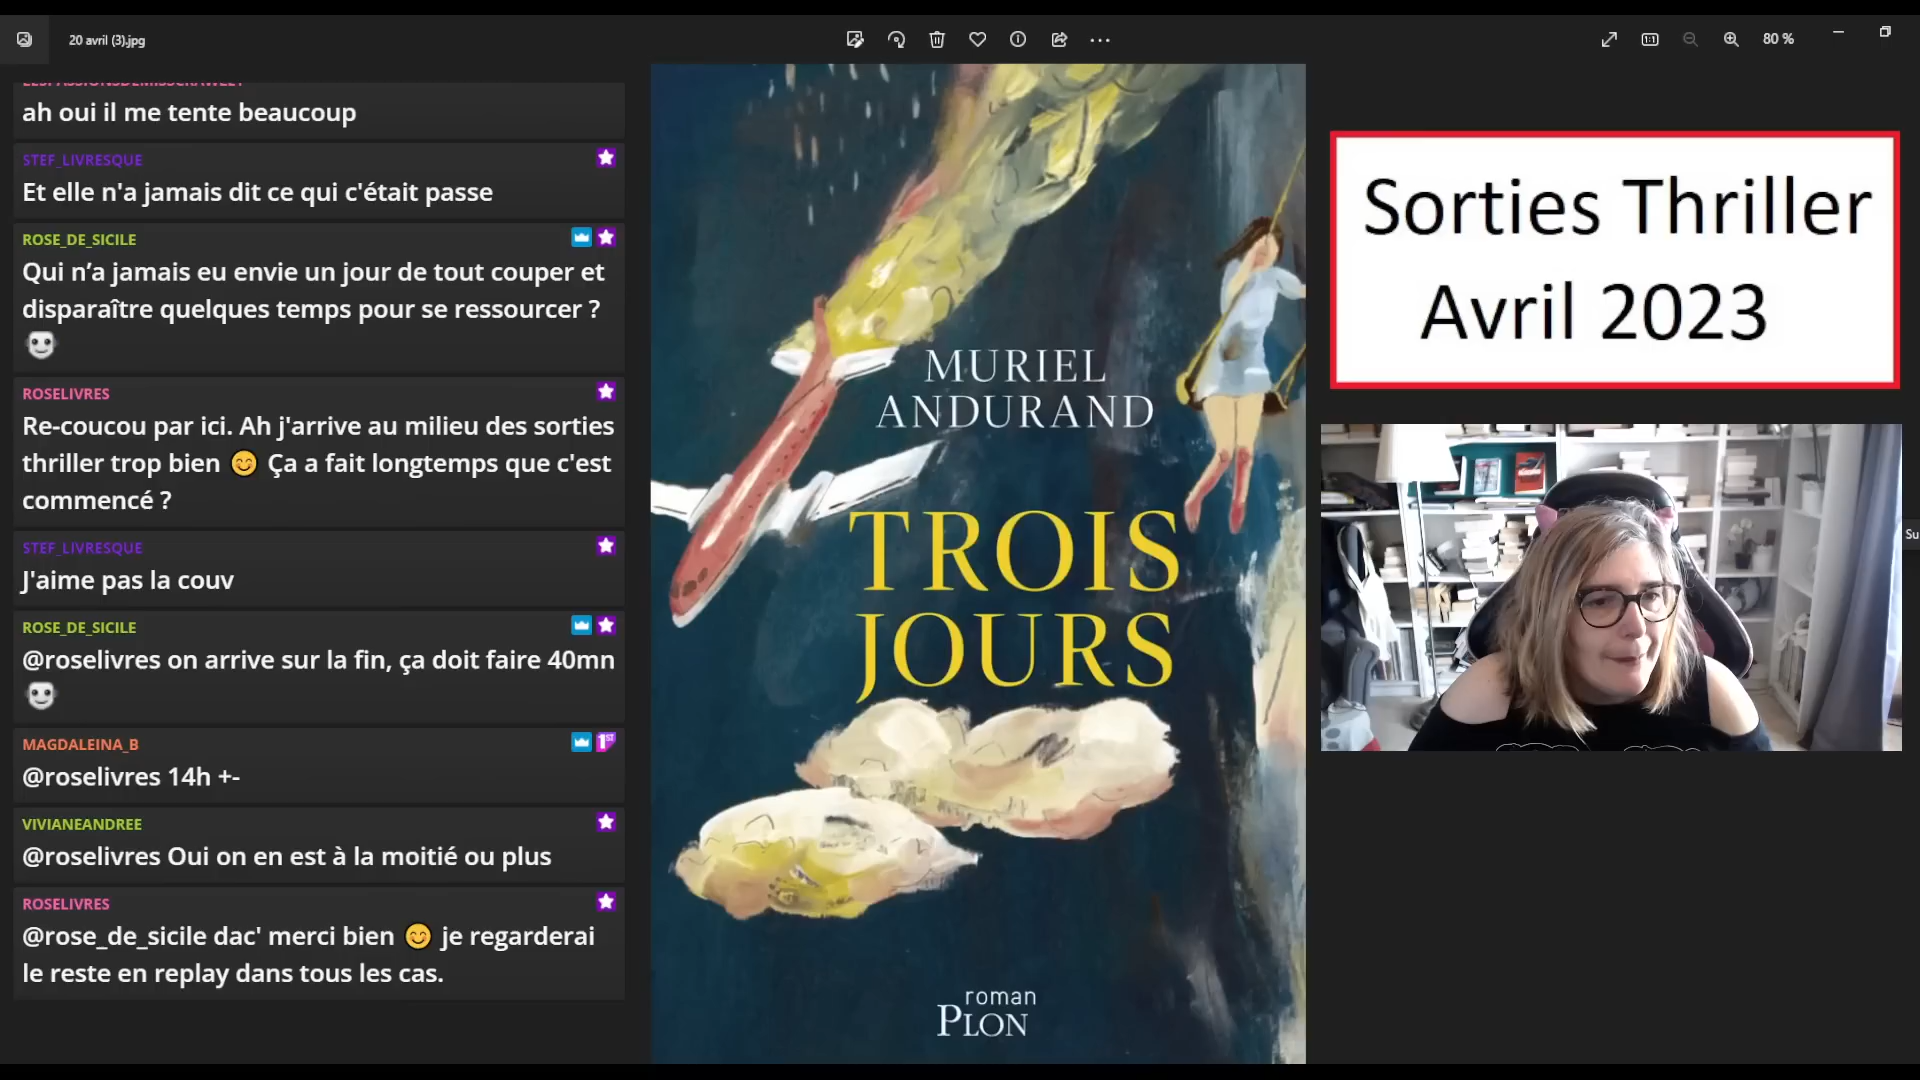 20 avril (3).jpg
80 %
LESPASSIONSDEMISSCRAWLEY
ah oui il me tente beaucoup
STEF_LIVRESQUE
Et elle n'a jamais dit ce qui c'était passe
ROSE_DE_SICILE
Qui n’a jamais eu envie un jour de tout couper et
disparaître quelques temps pour se ressourcer ?
ROSELIVRES
Re-coucou par ici. Ah j'arrive au milieu des sorties
thriller trop bien 😊 Ça a fait longtemps que c'est
commencé ?
STEF_LIVRESQUE
J'aime pas la couv
ROSE_DE_SICILE
@roselivres on arrive sur la fin, ça doit faire 40mn
MAGDALEINA_B
1ST
@roselivres 14h +-
VIVIANEANDREE
@roselivres Oui on en est à la moitié ou plus
ROSELIVRES
@rose_de_sicile dac' merci bien 😊 je regarderai
le reste en replay dans tous les cas.
MURIEL
ANDURAND
TROIS
JOURS
roman
PLON
Sorties Thriller
Avril 2023
Su